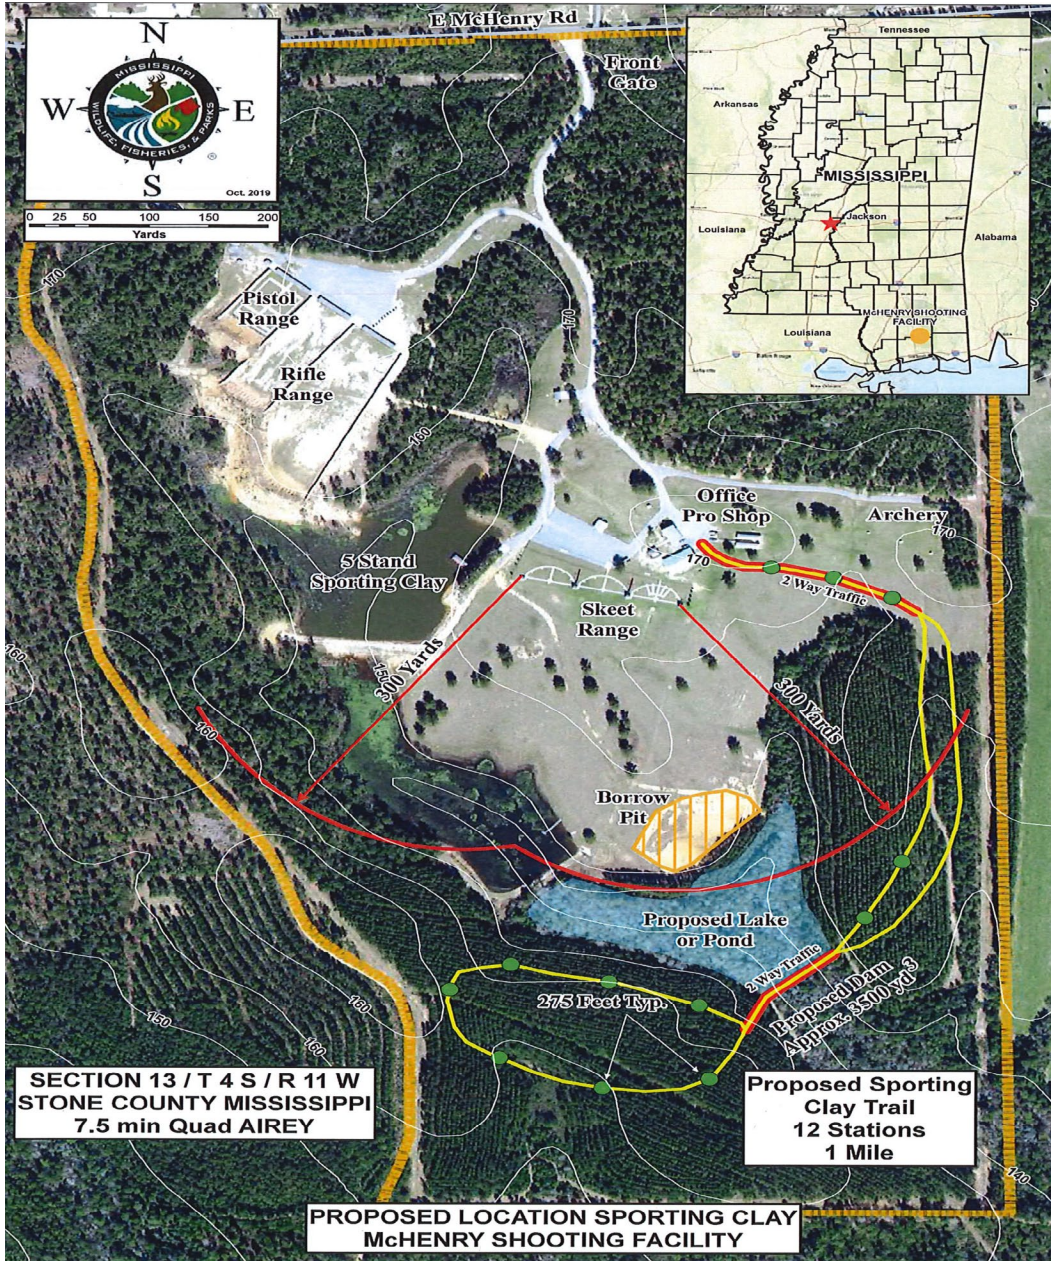 E McHenry Rd
N
W
E
S
MISSISSIPPI
WILDLIFE, FISHERIES, & PARKS
®
Oct. 2019
0 25 50 100 150 200
Yards
Front
Gate
Tennessee
Arkansas
MISSISSIPPI
Jackson
Louisiana
Alabama
Louisiana
McHENRY SHOOTING
FACILITY
170
Pistol
Range
Rifle
Range
170
160
Office
Pro Shop
Archery
170
5 Stand
Sporting Clay
170
2 Way Traffic
Skeet
Range
160
150
300 Yards
300 Yards
160
Borrow
Pit
Proposed Lake
or Pond
2 Way Traffic
Proposed Dam
Approx. 3500 yd³
275 Feet Typ.
160
150
160
SECTION 13 / T 4 S / R 11 W
STONE COUNTY MISSISSIPPI
7.5 min Quad AIREY
Proposed Sporting
Clay Trail
12 Stations
1 Mile
140
PROPOSED LOCATION SPORTING CLAY
McHENRY SHOOTING FACILITY